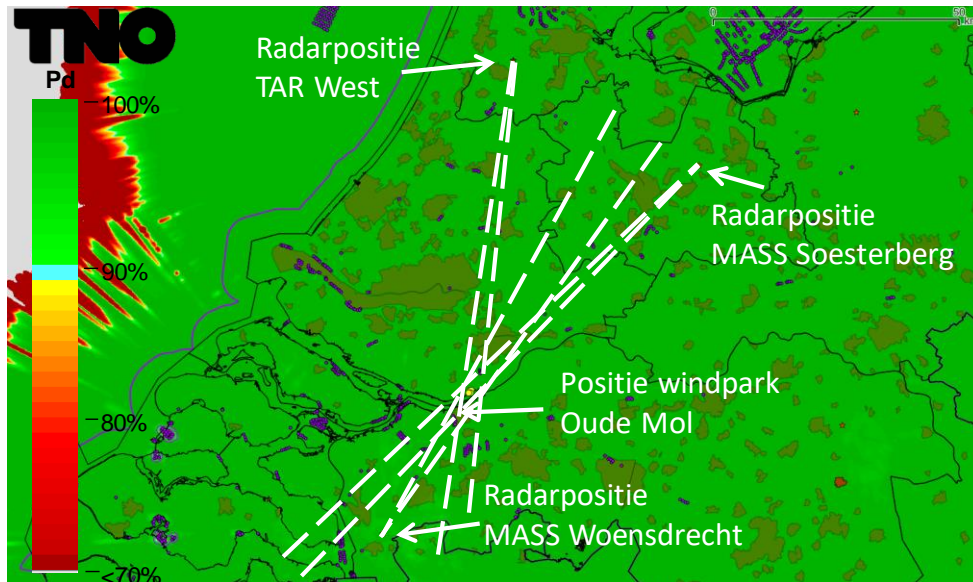 TNO
Pd
100%
90%
80%
<70%
0
50
km
Radarpositie
TAR West
Radarpositie
MASS Soesterberg
Positie windpark
Oude Mol
Radarpositie
MASS Woensdrecht